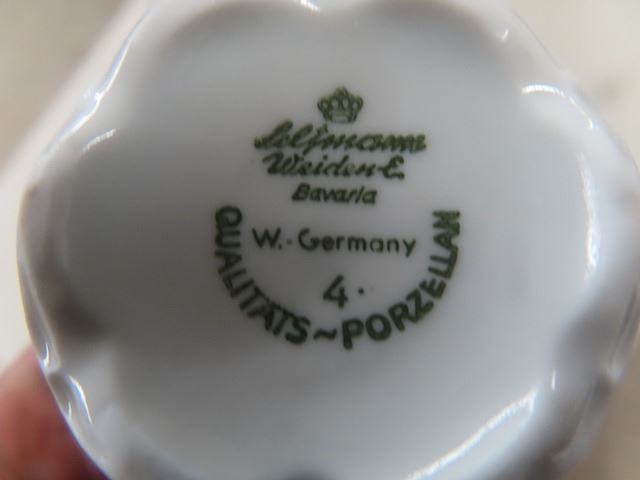 Seltmann
Weiden-E.
Bavaria
W.-Germany
4.
QUALITÄTS~PORZELLAN